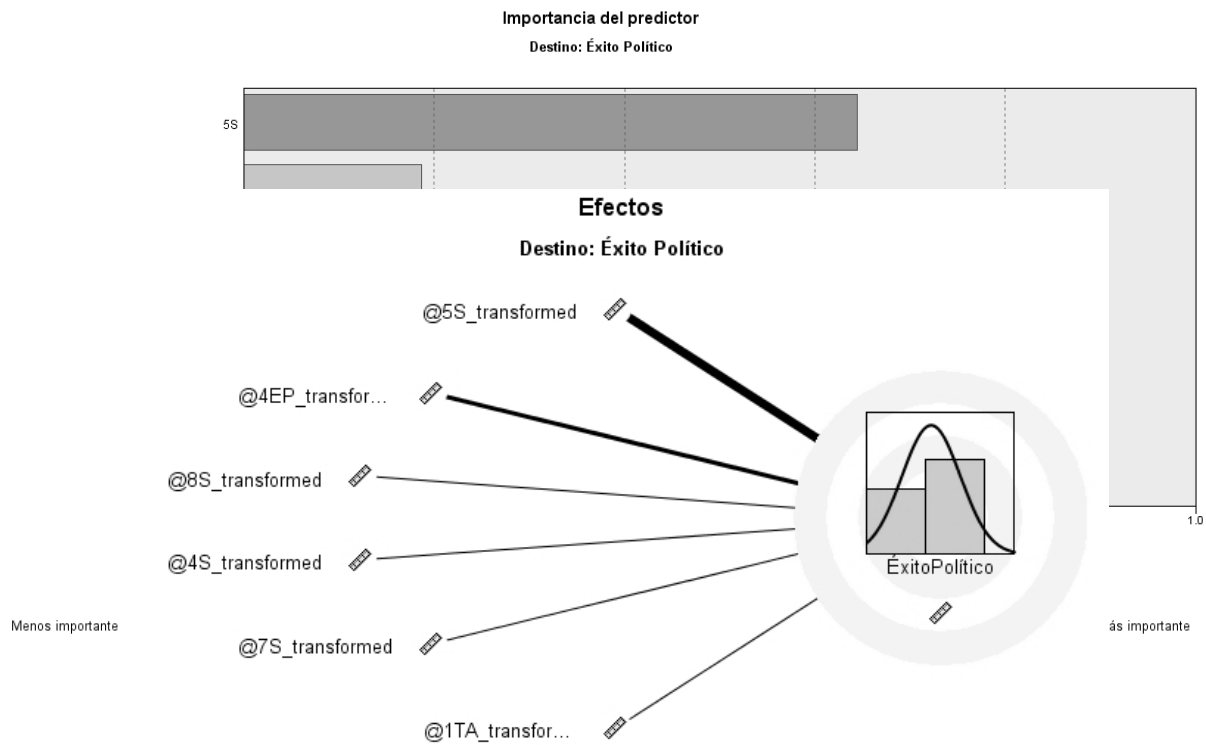 Importancia del predictor
Destino: Éxito Político
5S
Efectos
Destino: Éxito Político
@5S_transformed
@4EP_transfor...
@8S_transformed
@4S_transformed
@7S_transformed
@1TA_transfor...
ÉxitoPolítico
1.0
Menos importante
ás importante